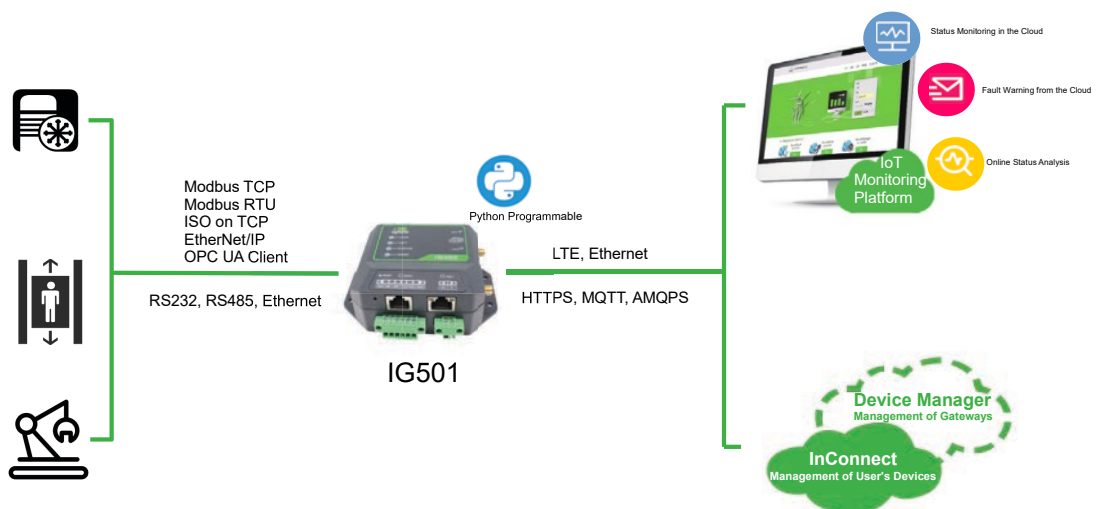 Status Monitoring in the Cloud
Fault Warning from the Cloud
Online Status Analysis
IoT
Monitoring
Platform
Modbus TCP
Modbus RTU
ISO on TCP
EtherNet/IP
OPC UA Client
RS232, RS485, Ethernet
Python Programmable
LTE, Ethernet
HTTPS, MQTT, AMQPS
IG501
Device Manager
Management of Gateways
InConnect
Management of User's Devices